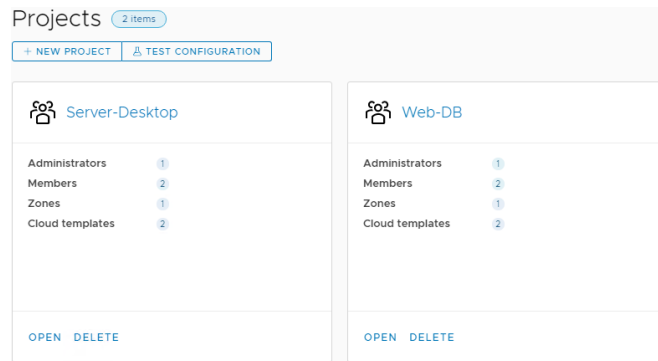 Projects 2 items
+ NEW PROJECT TEST CONFIGURATION
Server-Desktop
Administrators 1
Members 2
Zones 1
Cloud templates 2
OPEN DELETE
Web-DB
Administrators 1
Members 2
Zones 1
Cloud templates 2
OPEN DELETE